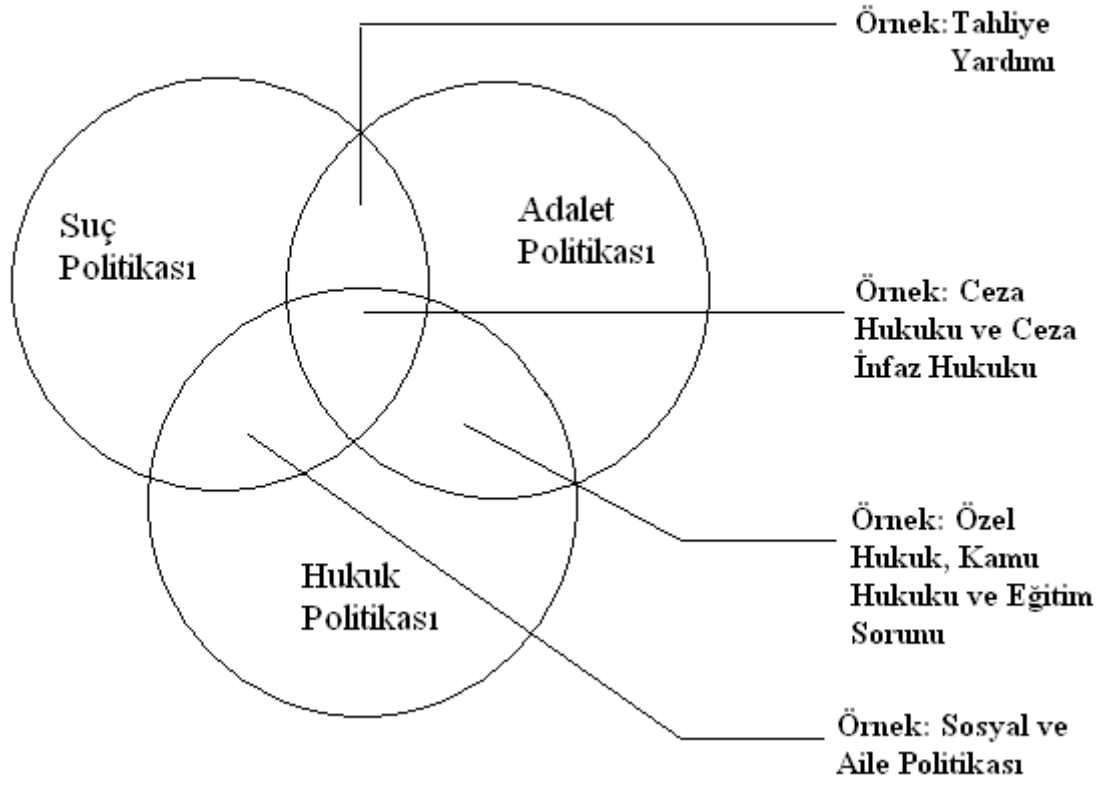 Örnek: Tahliye
Yardımı
Suç
Politikası
Adalet
Politikası
Örnek: Ceza
Hukuku ve Ceza
İnfaz Hukuku
Örnek: Özel
Hukuk, Kamu
Hukuku ve Eğitim
Sorunu
Hukuk
Politikası
Örnek: Sosyal ve
Aile Politikası